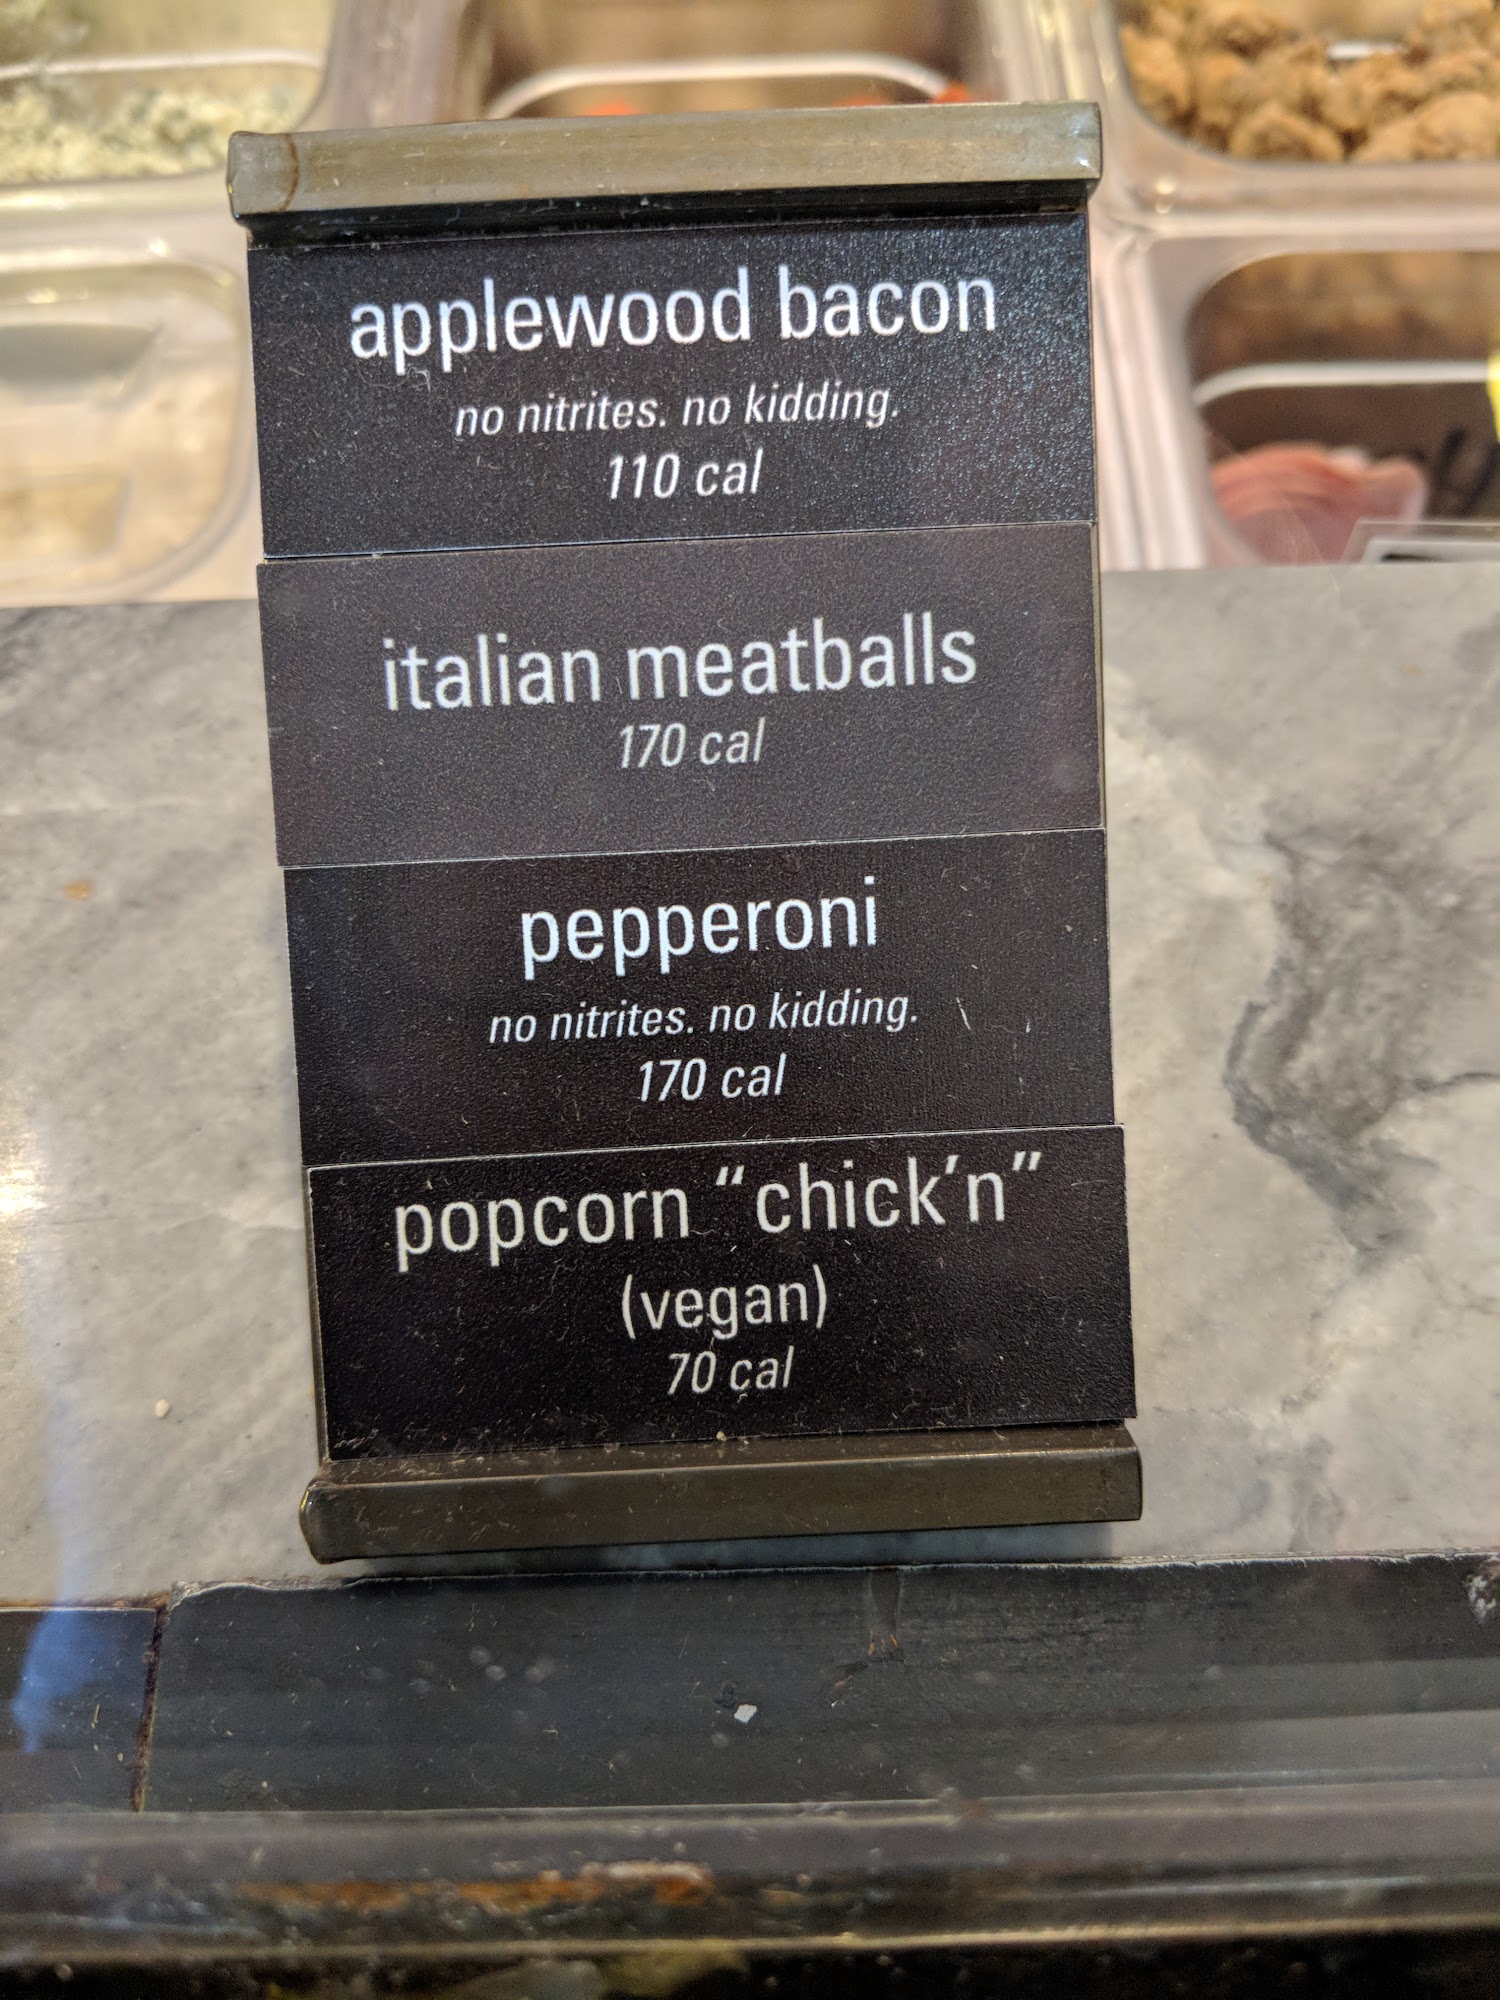 applewood bacon
no nitrites. no kidding.
110 cal
italian meatballs
170 cal
pepperoni
no nitrites. no kidding.
170 cal
popcorn “chick’n”
(vegan)
70 cal